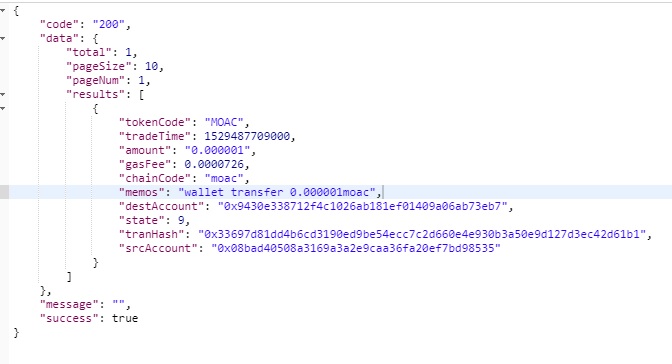 {
"code": "200",
"data": {
"total": 1,
"pageSize": 10,
"pageNum": 1,
"results": [
{
"tokenCode": "MOAC",
"tradeTime": 1529487709000,
"amount": "0.000001",
"gasFee": 0.0000726,
"chainCode": "moac",
"memos": "wallet transfer 0.000001moac",
"destAccount": "0x9430e338712f4c1026ab181ef01409a06ab73eb7",
"state": 9,
"tranHash": "0x33697d81dd4b6cd3190ed9be54ecc7c2d660e4e930b3a50e9d127d3ec42d61b1",
"srcAccount": "0x08bad40508a3169a3a2e9caa36fa20ef7bd98535"
}
]
},
"message": "",
"success": true
}